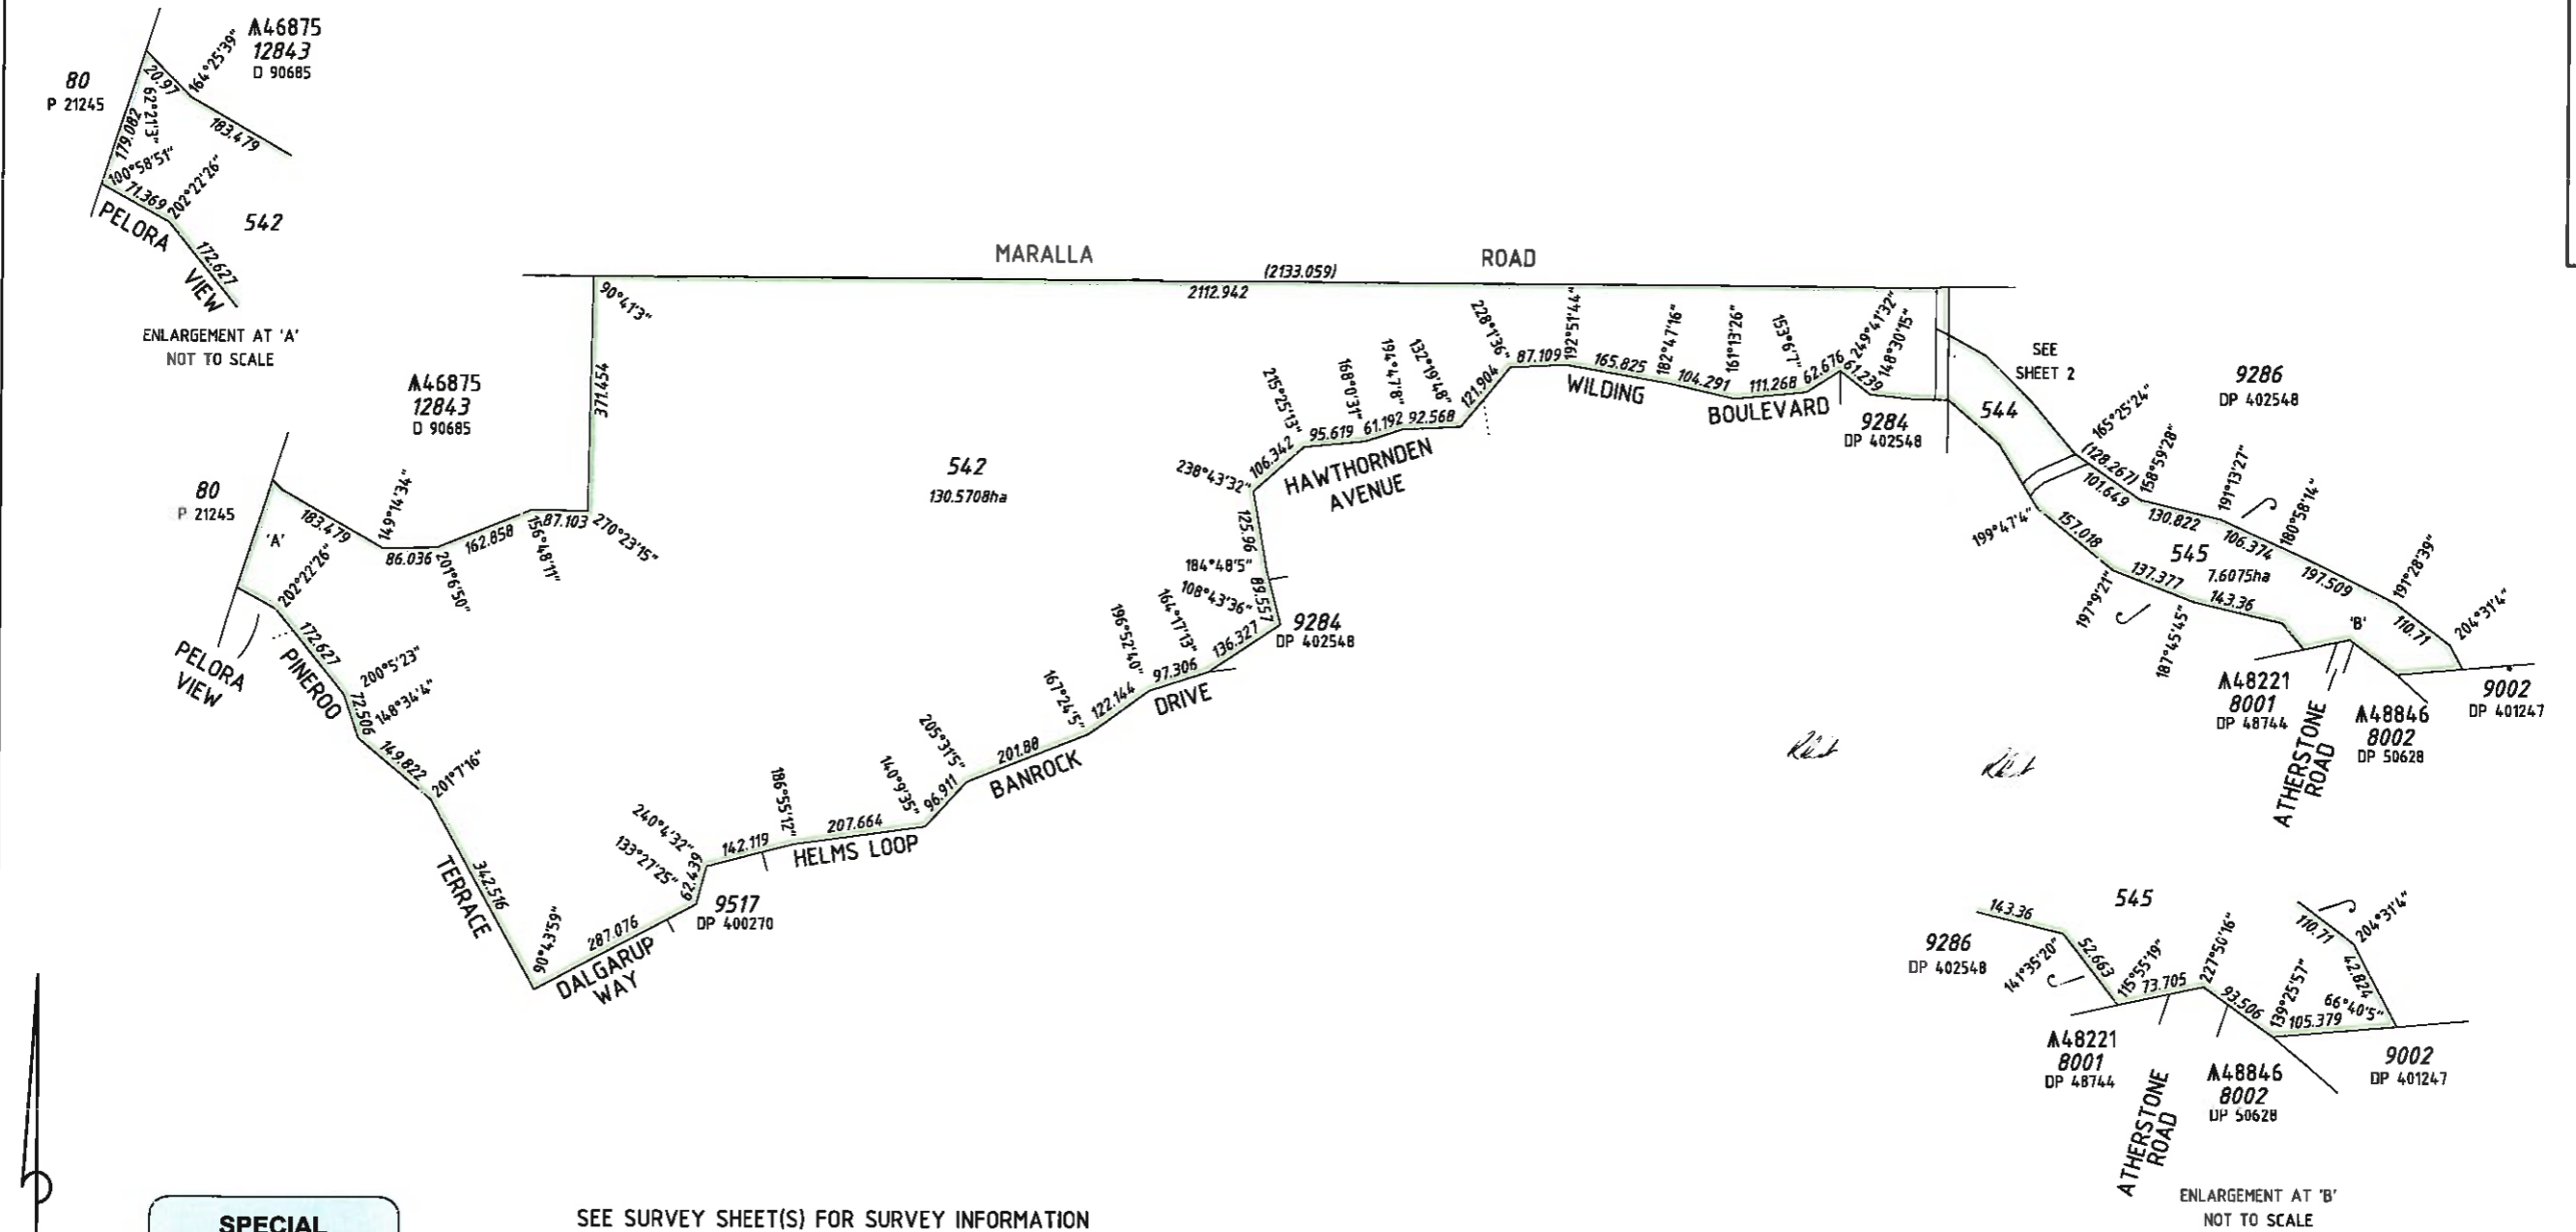 A46875
12843
D 90685
80
P 21245
20.97
164°25'39"
183.479
62°21'3"
179.082
100°58'51"
71.369
202°22'26"
172.627
542
PELORA
VIEW
ENLARGEMENT AT 'A'
NOT TO SCALE
MARALLA ROAD
(2133.059)
2112.942
90°41'3"
371.454
A46875
12843
D 90685
80
P 21245
'A'
183.479
149°14'34"
86.036
201°6'50"
162.858
156°48'11"
87.103
270°23'15"
542
130.5708ha
202°22'26"
172.627
PELORA
VIEW
PINEROO
200°5'23"
72.506
148°34'4"
149.822
201°7'16"
TERRACE
342.516
90°43'59"
287.076
DALGARUP
WAY
133°27'25"
62.439
240°4'32"
9517
DP 400270
142.119
186°55'12"
207.664
HELMS LOOP
140°9'35"
96.911
205°31'5"
201.88
BANROCK
167°24'5"
122.144
196°52'40"
97.306
DRIVE
164°17'13"
136.327
108°43'36"
89.557
184°48'5"
9284
DP 402548
125.96
238°43'32"
106.342
215°25'13"
95.619
168°0'31"
61.192
194°47'8"
92.568
132°19'48"
HAWTHORNDEN
AVENUE
121.904
228°1'36"
87.109
192°51'44"
165.825
WILDING
182°47'16"
104.291
161°13'26"
111.268
BOULEVARD
153°6'7"
62.676
249°41'32"
61.239
148°30'15"
9284
DP 402548
SEE
SHEET 2
544
9286
DP 402548
165°25'24"
(128.267)
101.649
158°59'28"
130.822
191°13'27"
106.374
180°58'14"
197.509
191°28'39"
110.71
204°31'4"
199°47'4"
157.018
545
7.6075ha
197°9'21"
137.377
187°45'45"
143.36
'B'
A48221
8001
DP 48744
ATHERSTONE
ROAD
A48846
8002
DP 50628
9002
DP 401247
545
143.36
9286
DP 402548
141°35'20"
52.663
115°55'19"
73.705
227°50'16"
93.506
139°25'57"
105.379
66°40'5"
42.824
110.71
204°31'4"
A48221
8001
DP 48744
ATHERSTONE
ROAD
A48846
8002
DP 50628
9002
DP 401247
ENLARGEMENT AT 'B'
NOT TO SCALE
SPECIAL
SEE SURVEY SHEET(S) FOR SURVEY INFORMATION